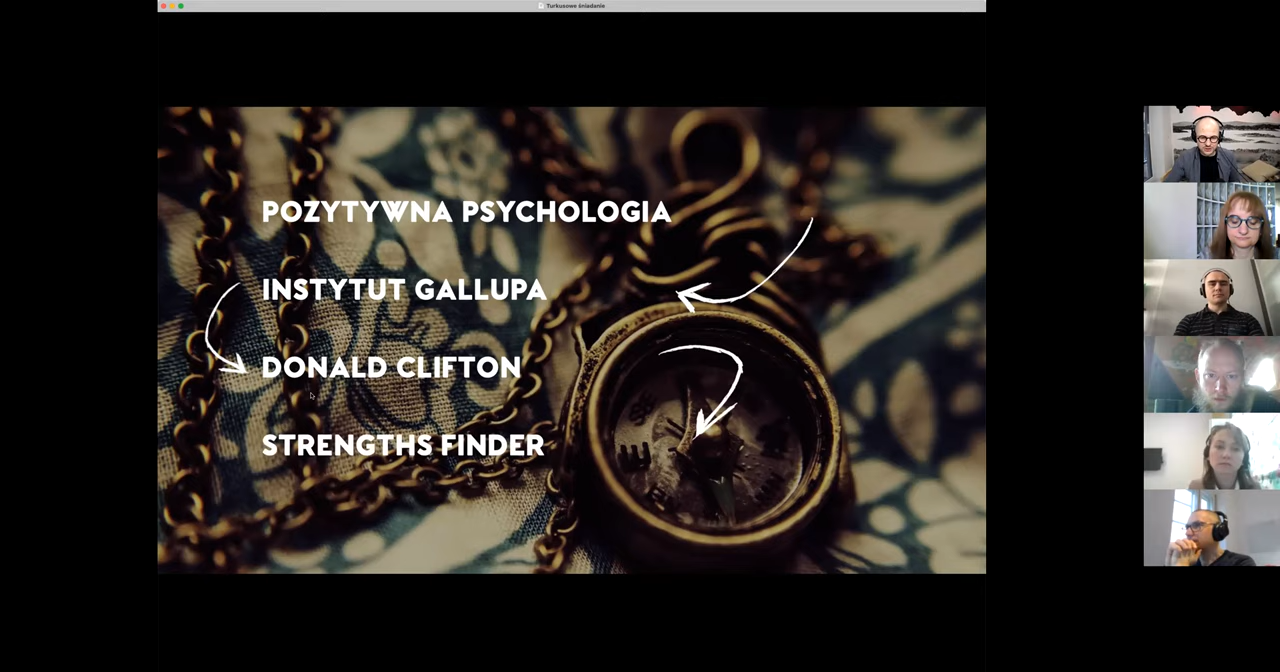 Turkusowe śniadanie
POZYTYWNA PSYCHOLOGIA
INSTYTUT GALLUPA
DONALD CLIFTON
STRENGTHS FINDER